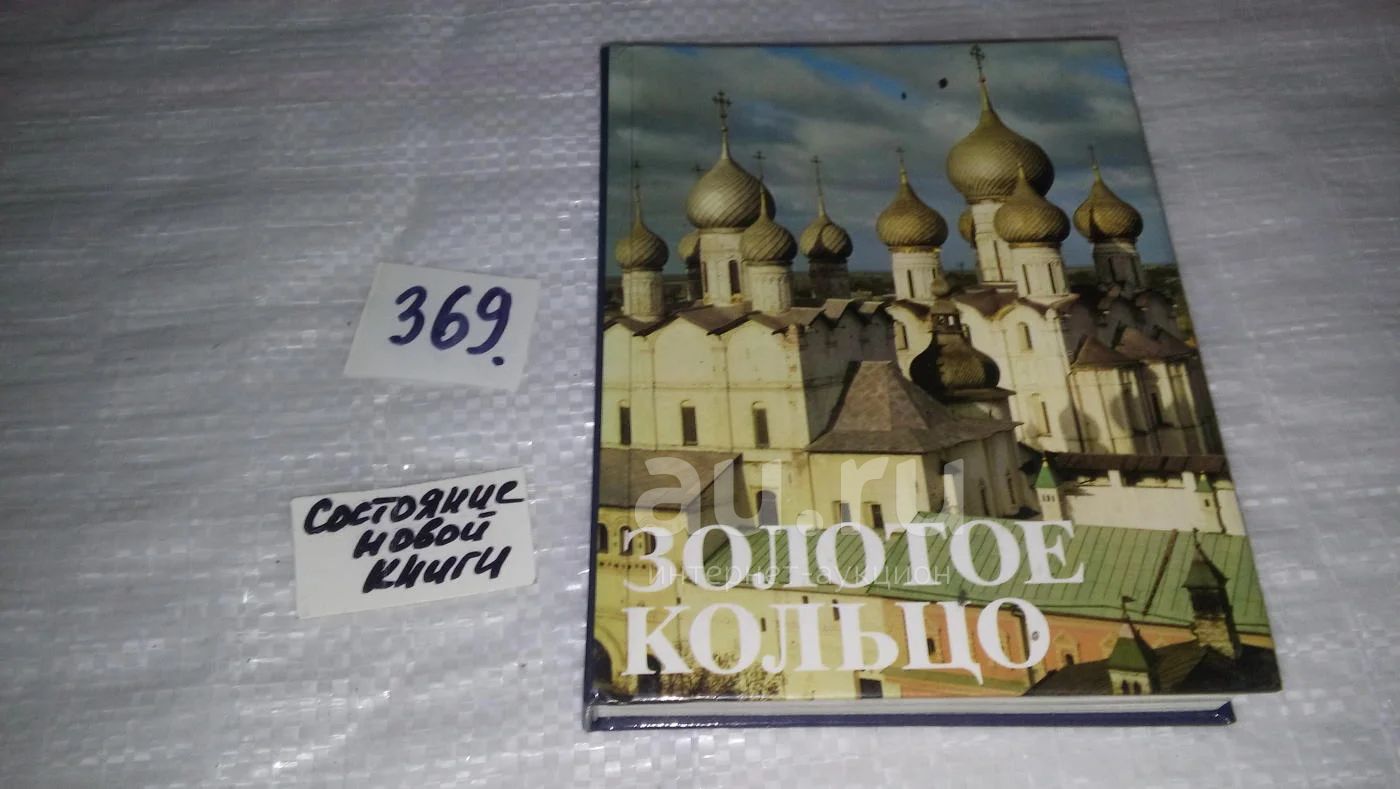 369.
Состояние
новой
книги
au.ru
интернет-аукцион
ЗОЛОТОЕ
КОЛЬЦО